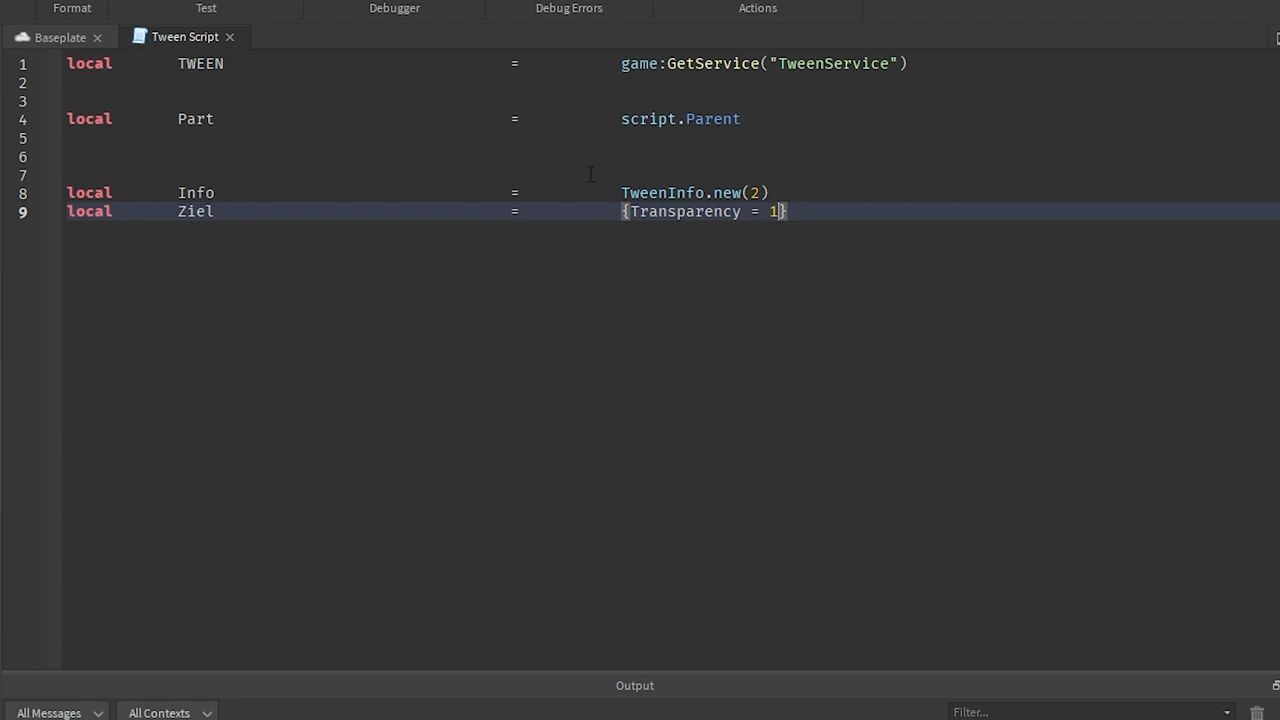 Format Test Debugger Debug Errors Actions
Baseplate Tween Script
1 local TWEEN = game:GetService("TweenService")
2
3
4 local Part = script.Parent
5
6
7
8 local Info = TweenInfo.new(2)
9 local Ziel = {Transparency = 1}
Output
All Messages All Contexts Filter...